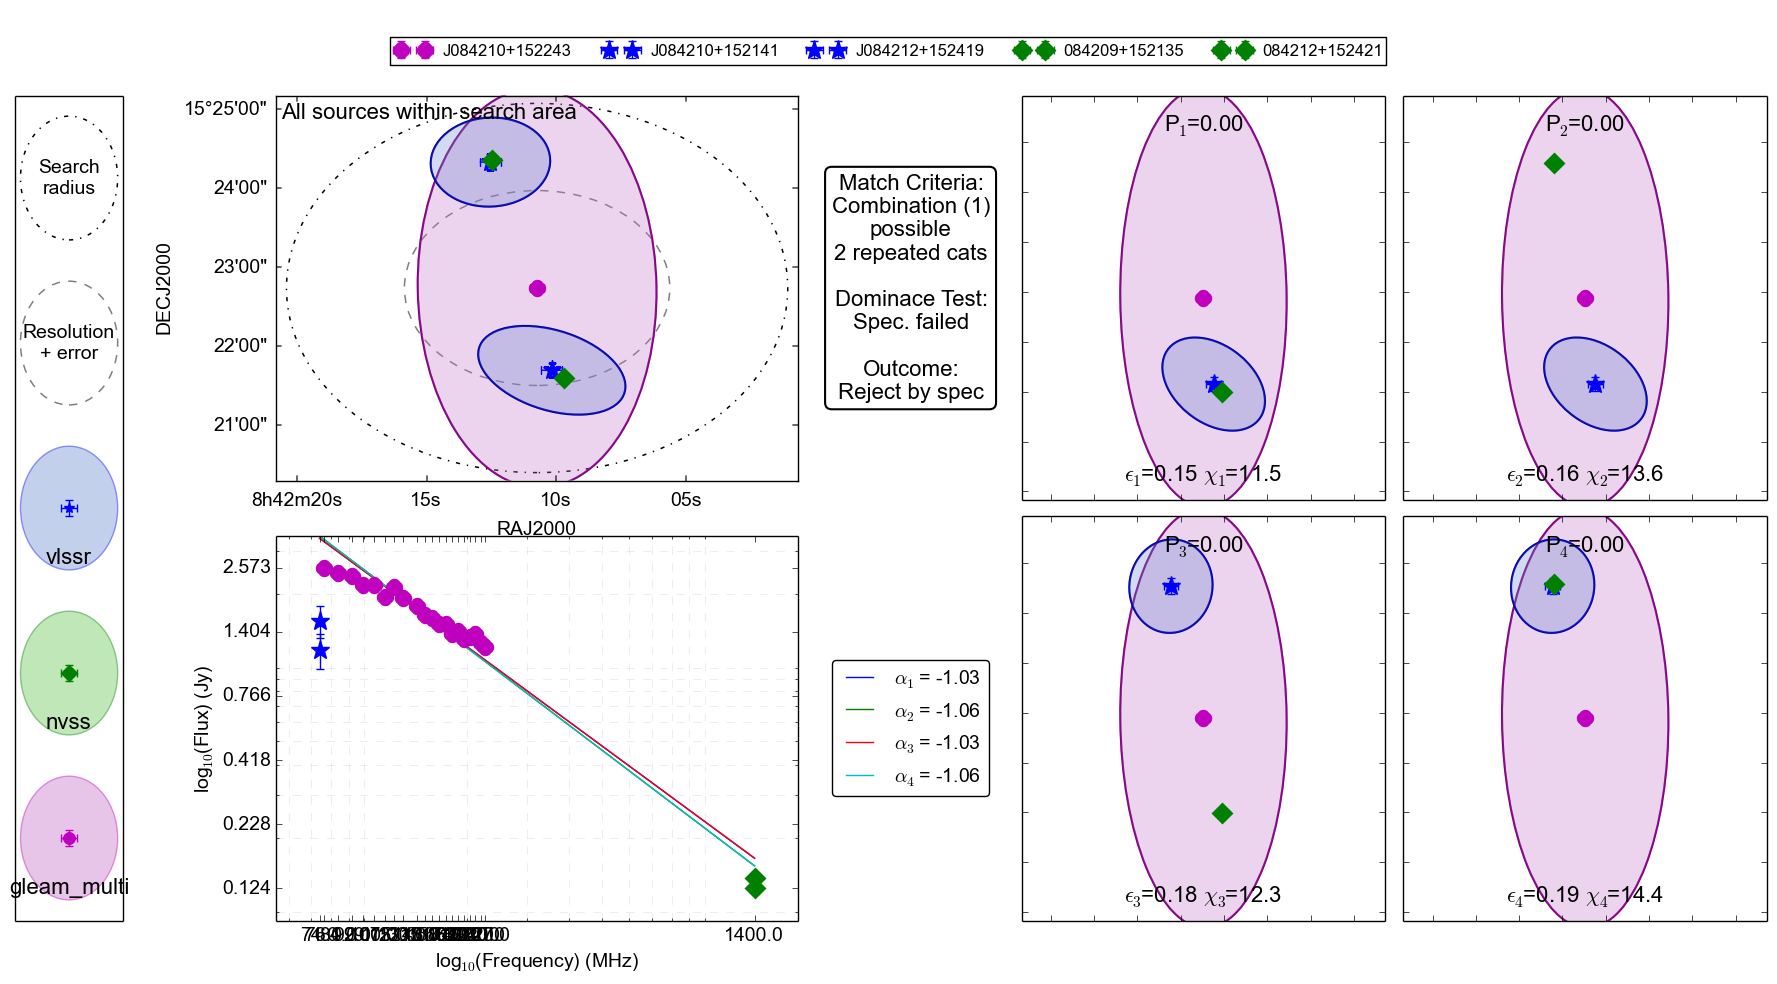 J084210+152243 J084210+152141 J084212+152419 084209+152135 084212+152421
Search
radius
Resolution
+ error
vlssr
nvss
gleam_multi
All sources within search area
15°25'00"
24'00"
23'00"
22'00"
21'00"
DECJ2000
8h42m20s 15s 10s 05s
RAJ2000
Match Criteria:
Combination (1)
possible
2 repeated cats
Dominace Test:
Spec. failed
Outcome:
Reject by spec
P1=0.00
ϵ1=0.15 χ1=11.5
P2=0.00
ϵ2=0.16 χ2=13.6
P3=0.00
ϵ3=0.18 χ3=12.3
P4=0.00
ϵ4=0.19 χ4=14.4
2.573
1.404
0.766
0.418
0.228
0.124
log10(Flux) (Jy)
1400.0
log10(Frequency) (MHz)
α1 = -1.03
α2 = -1.06
α3 = -1.03
α4 = -1.06